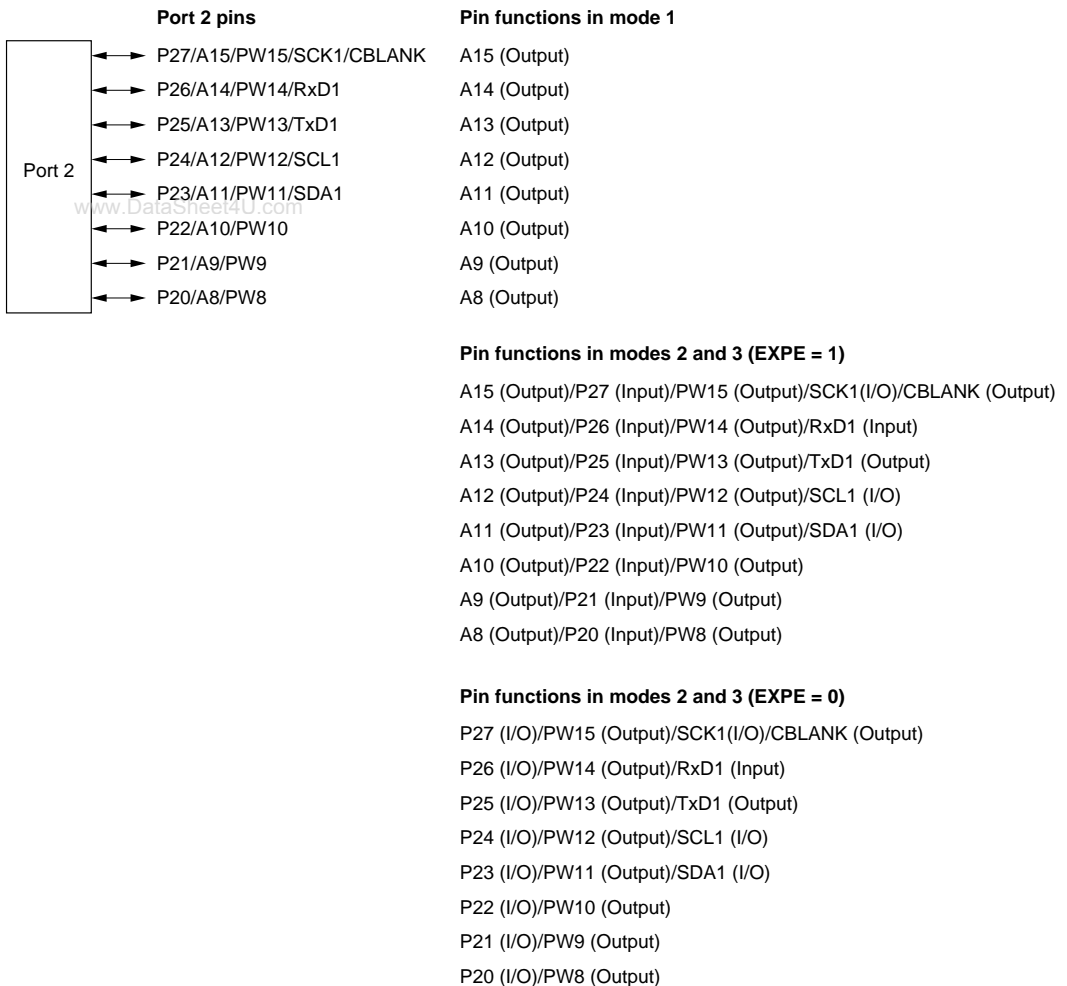 Port 2 pins Pin functions in mode 1
P27/A15/PW15/SCK1/CBLANK A15 (Output)
P26/A14/PW14/RxD1 A14 (Output)
P25/A13/PW13/TxD1 A13 (Output)
P24/A12/PW12/SCL1 A12 (Output)
Port 2
P23/A11/PW11/SDA1 A11 (Output)
www.DataSheet4U.com
P22/A10/PW10 A10 (Output)
P21/A9/PW9 A9 (Output)
P20/A8/PW8 A8 (Output)
Pin functions in modes 2 and 3 (EXPE = 1)
A15 (Output)/P27 (Input)/PW15 (Output)/SCK1(I/O)/CBLANK (Output)
A14 (Output)/P26 (Input)/PW14 (Output)/RxD1 (Input)
A13 (Output)/P25 (Input)/PW13 (Output)/TxD1 (Output)
A12 (Output)/P24 (Input)/PW12 (Output)/SCL1 (I/O)
A11 (Output)/P23 (Input)/PW11 (Output)/SDA1 (I/O)
A10 (Output)/P22 (Input)/PW10 (Output)
A9 (Output)/P21 (Input)/PW9 (Output)
A8 (Output)/P20 (Input)/PW8 (Output)
Pin functions in modes 2 and 3 (EXPE = 0)
P27 (I/O)/PW15 (Output)/SCK1(I/O)/CBLANK (Output)
P26 (I/O)/PW14 (Output)/RxD1 (Input)
P25 (I/O)/PW13 (Output)/TxD1 (Output)
P24 (I/O)/PW12 (Output)/SCL1 (I/O)
P23 (I/O)/PW11 (Output)/SDA1 (I/O)
P22 (I/O)/PW10 (Output)
P21 (I/O)/PW9 (Output)
P20 (I/O)/PW8 (Output)